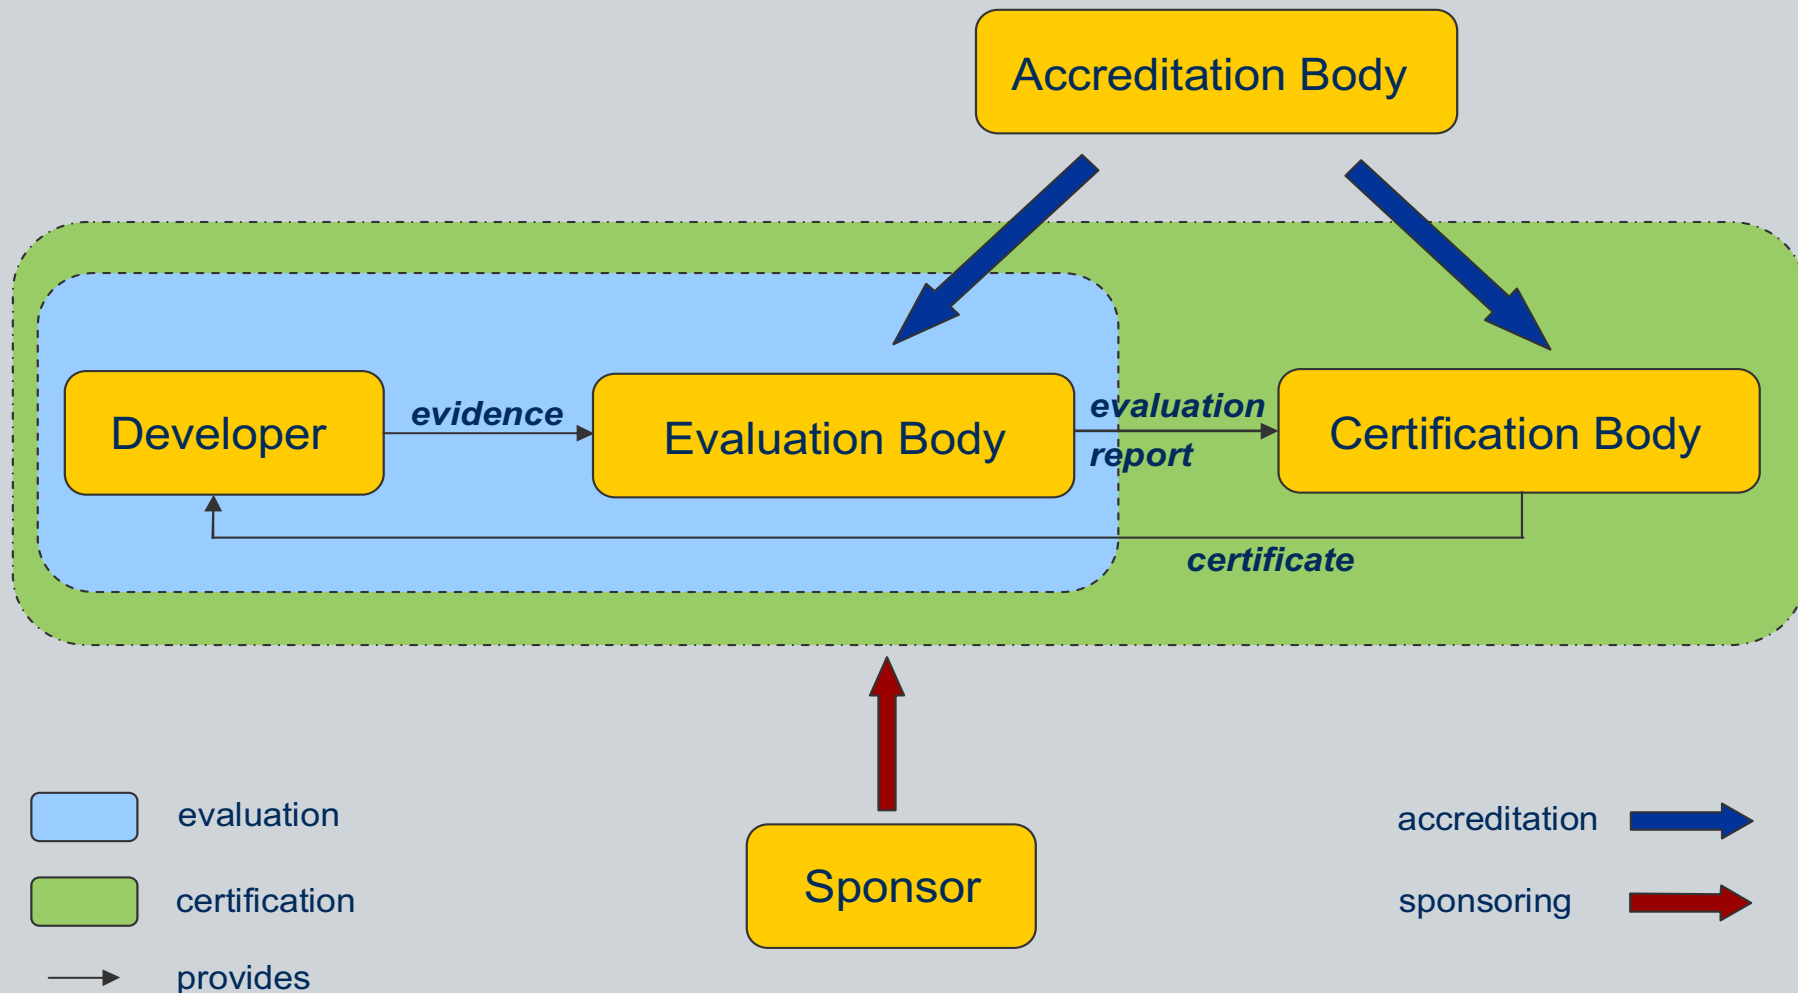 Accreditation Body
Developer
evidence
Evaluation Body
evaluation
report
Certification Body
certificate
Sponsor
evaluation
certification
provides
accreditation
sponsoring